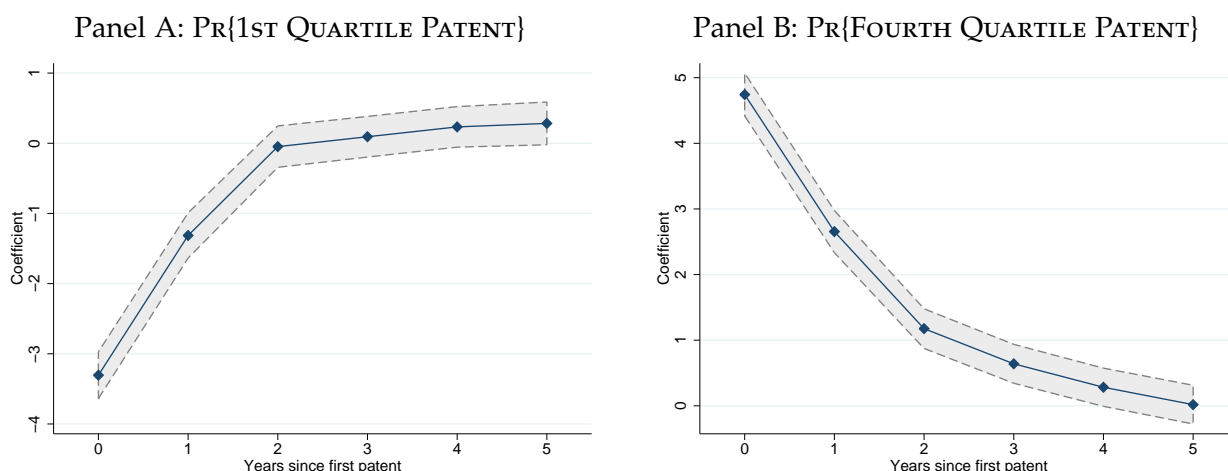 Panel A: PR{1ST QUARTILE PATENT}
1
0
−1
−2
−3
−4
Coefficient
0 1 2 3 4 5
Years since first patent
Panel B: PR{FOURTH QUARTILE PATENT}
5
4
3
2
1
0
Coefficient
0 1 2 3 4 5
Years since first patent